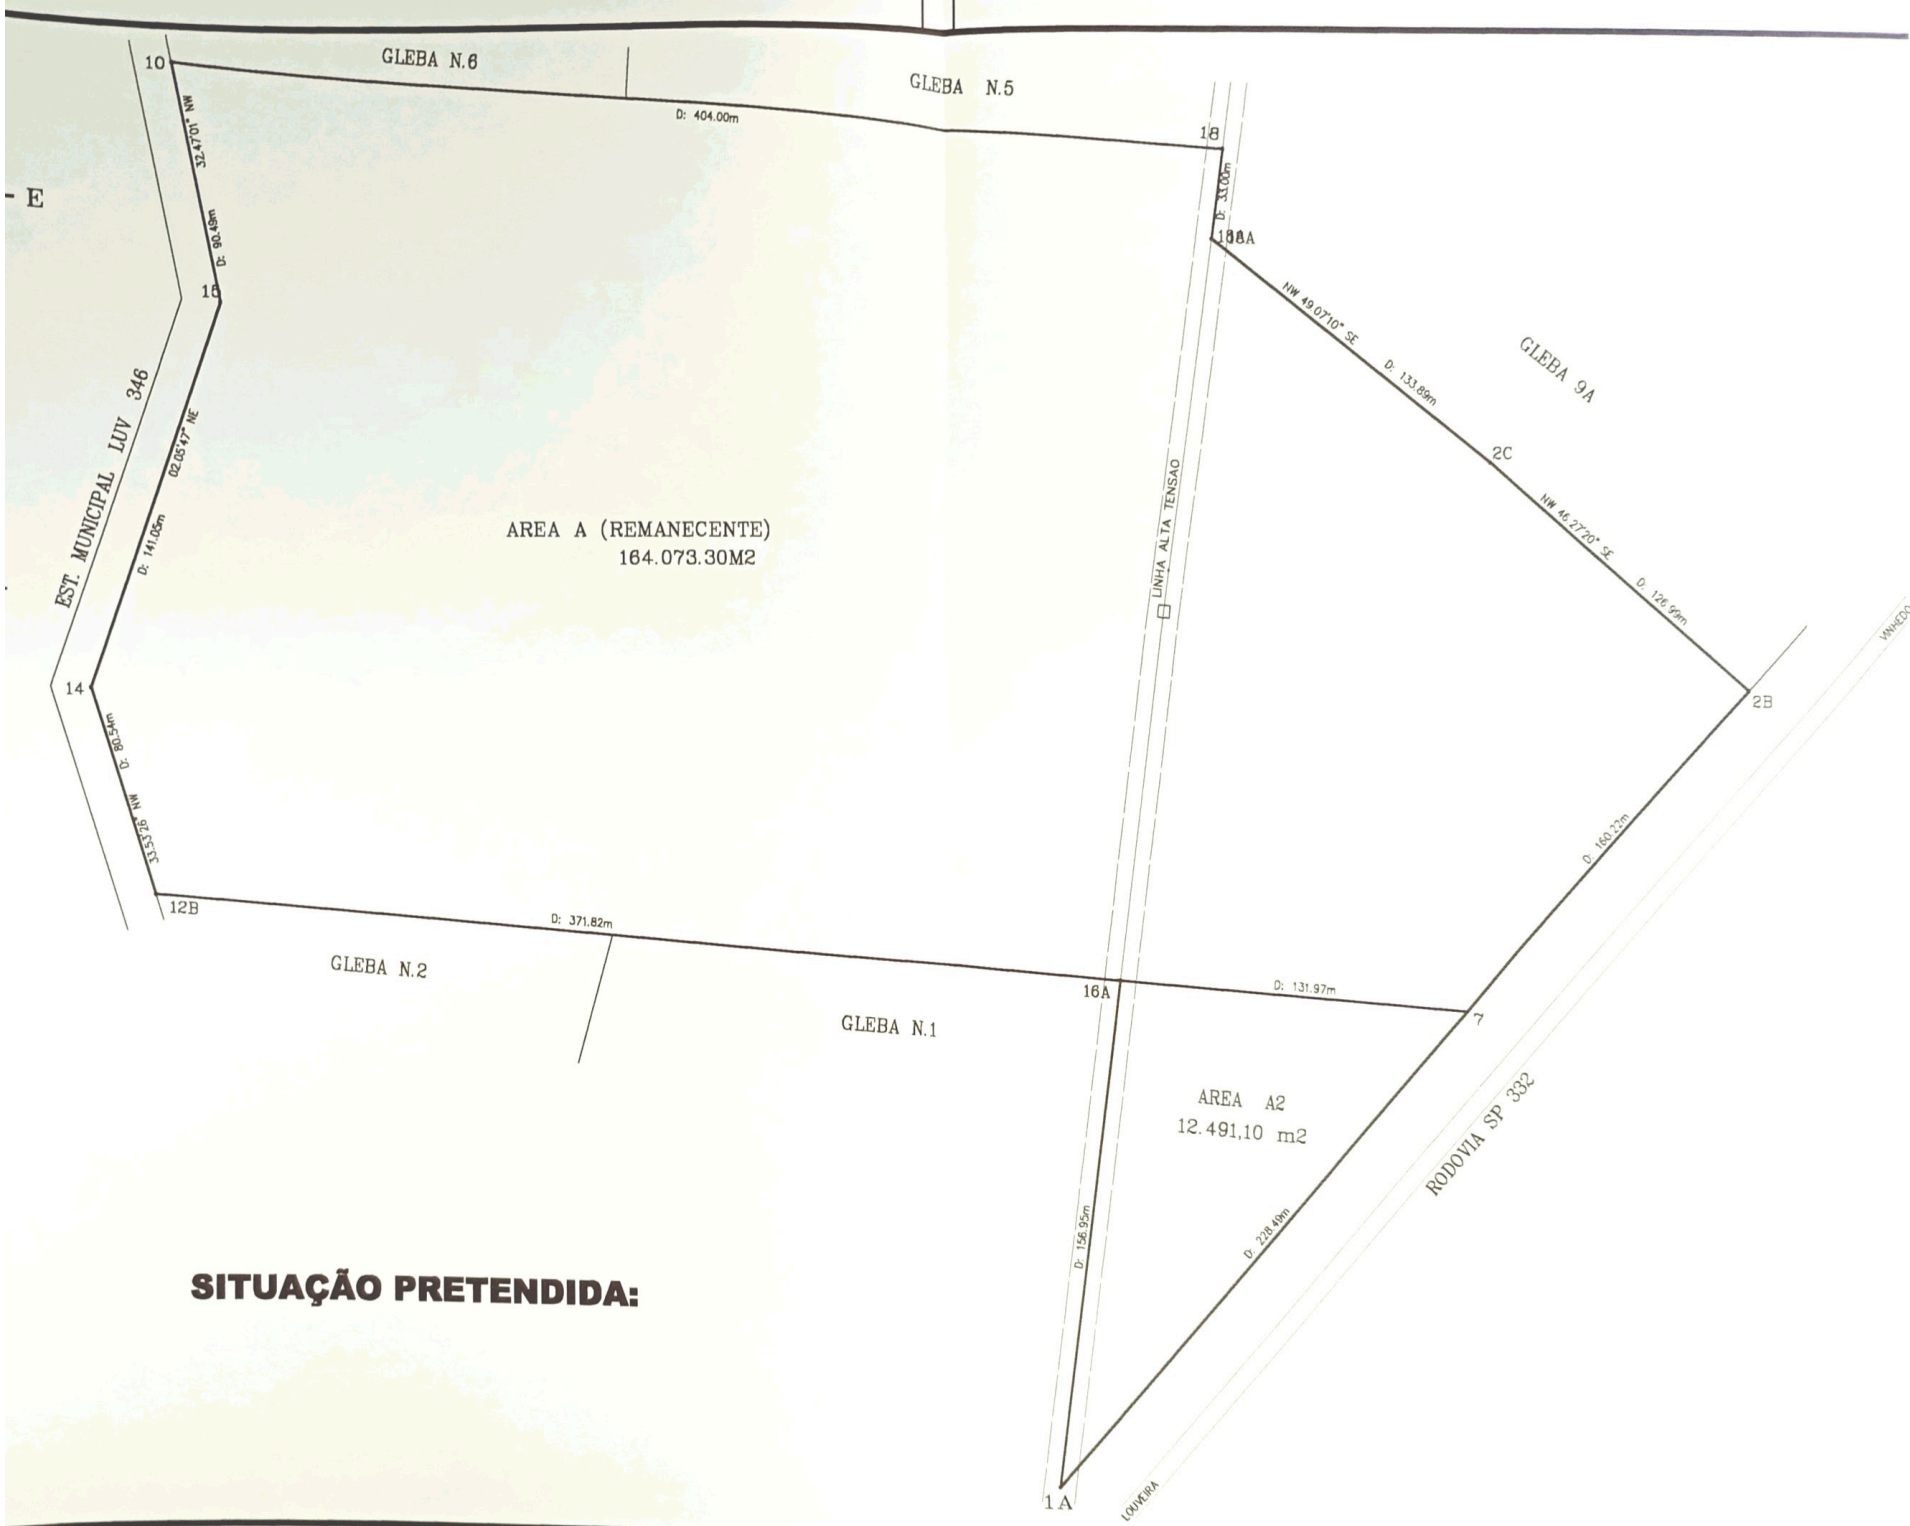 GLEBA N.6
10
GLEBA N.5
D: 404.00m
18
32.47'01" NW
D: 33.00m
E
D: 90.49m
18A
15
NW 49.07'10" SE
GLEBA 9A
D: 133.89m
EST. MUNICIPAL LUV 346
02.05'47" NE
D: 141.05m
2C
LINHA ALTA TENSAO
NW 46.27'20" SE
AREA A (REMANECENTE)
164.073.30M2
D: 126.99m
VINHEDO
14
2B
D: 80.54m
33.53'26" NW
D: 160.22m
12B
D: 371.82m
GLEBA N.2
16A
D: 131.97m
7
GLEBA N.1
AREA A2
12.491,10 m2
RODOVIA SP 332
D: 156.95m
D: 228.49m
SITUAÇÃO PRETENDIDA:
1A
LOUVEIRA